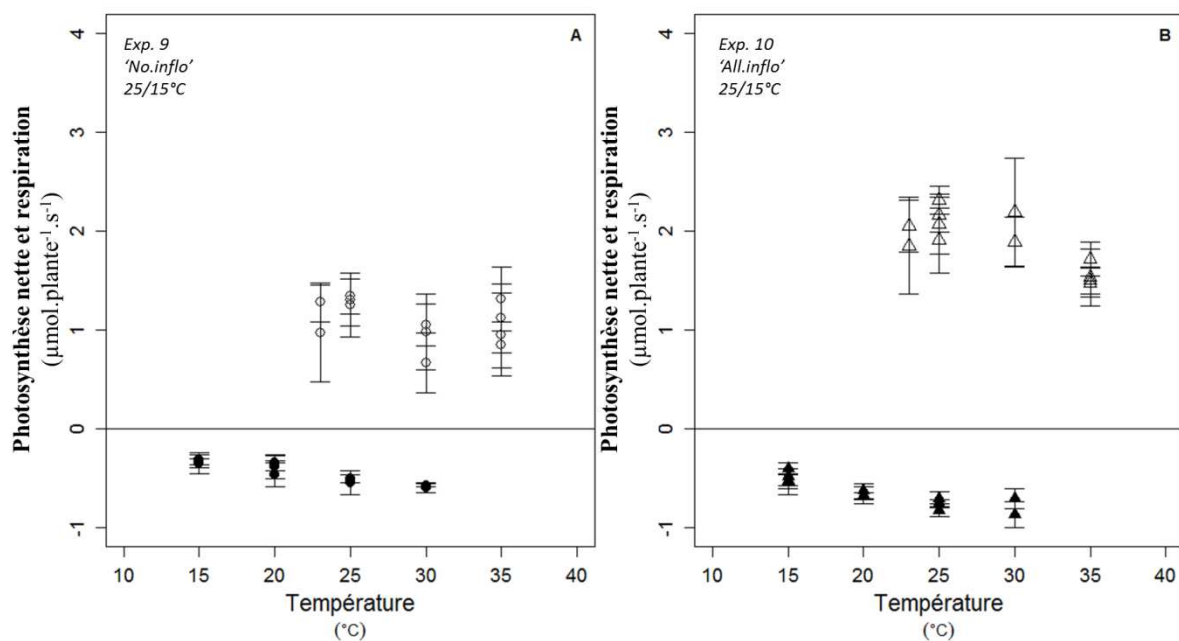 Exp. 9
‘No.inflo’
25/15°C
A
Photosynthèse nette et respiration
(µmol.plante⁻¹.s⁻¹)
4
3
2
1
0
-1
10 15 20 25 30 35 40
Température
(°C)
Exp. 10
‘All.inflo’
25/15°C
B
Photosynthèse nette et respiration
(µmol.plante⁻¹.s⁻¹)
4
3
2
1
0
-1
10 15 20 25 30 35 40
Température
(°C)